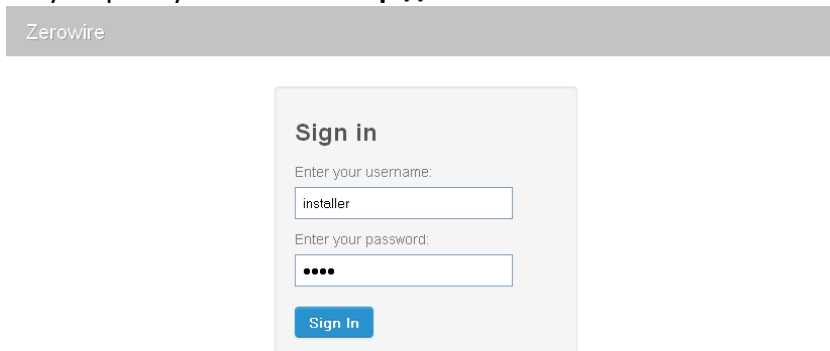 Zerowire
Sign in
Enter your username:
installer
Enter your password:
••••
Sign In